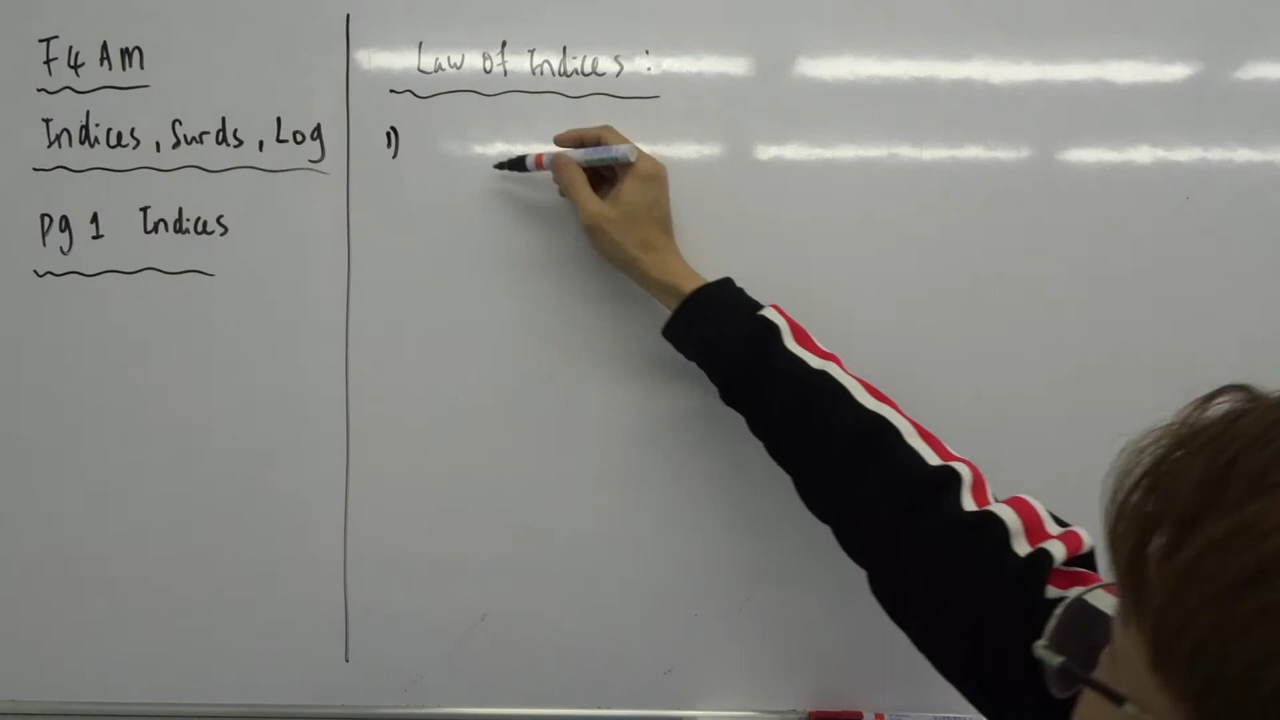 F4 Am
Indices, Surds, Log
pg 1 Indices
Law of Indices:
1)